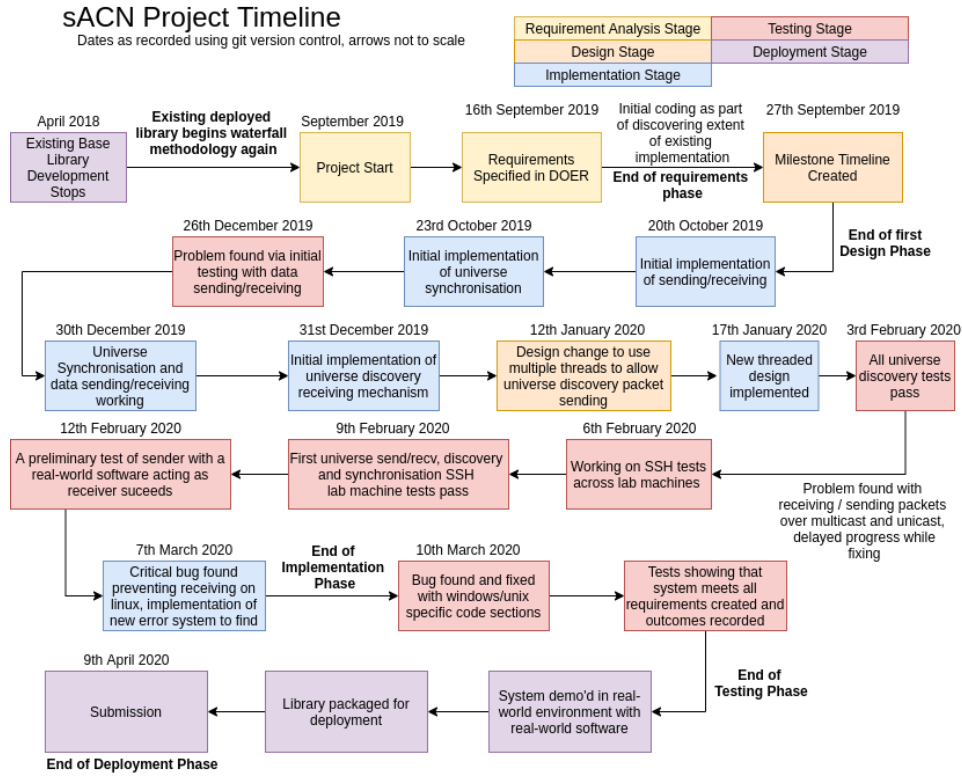 sACN Project Timeline
Dates as recorded using git version control, arrows not to scale
Requirement Analysis Stage
Testing Stage
Design Stage
Deployment Stage
Implementation Stage
April 2018
Existing Base
Library
Development
Stops
Existing deployed
library begins waterfall
methodology again
September 2019
Project Start
16th September 2019
Requirements
Specified in DOER
Initial coding as part
of discovering extent
of existing
implementation
End of requirements
phase
27th September 2019
Milestone Timeline
Created
End of first
Design Phase
20th October 2019
Initial implementation
of sending/receiving
23rd October 2019
Initial implementation
of universe
synchronisation
26th December 2019
Problem found via initial
testing with data
sending/receiving
30th December 2019
Universe
Synchronisation and
data sending/receiving
working
31st December 2019
Initial implementation of
universe discovery
receiving mechanism
12th January 2020
Design change to use
multiple threads to allow
universe discovery packet
sending
17th January 2020
New threaded
design
implemented
3rd February 2020
All universe
discovery tests
pass
Problem found with
receiving / sending packets
over multicast and unicast,
delayed progress while
fixing
6th February 2020
Working on SSH tests
across lab machines
9th February 2020
First universe send/recv, discovery
and synchronisation SSH
lab machine tests pass
12th February 2020
A preliminary test of sender with a
real-world software acting as
receiver suceeds
7th March 2020
Critical bug found
preventing receiving on
linux, implementation of
new error system to find
End of
Implementation
Phase
10th March 2020
Bug found and fixed
with windows/unix
specific code sections
Tests showing that
system meets all
requirements created and
outcomes recorded
End of
Testing Phase
System demo'd in real-
world environment with
real-world software
Library packaged for
deployment
9th April 2020
Submission
End of Deployment Phase